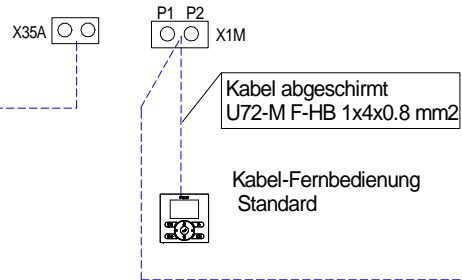 P1 P2
X35A
X1M
Kabel abgeschirmt
U72-M F-HB 1x4x0.8 mm2
Kabel-Fernbedienung
Standard